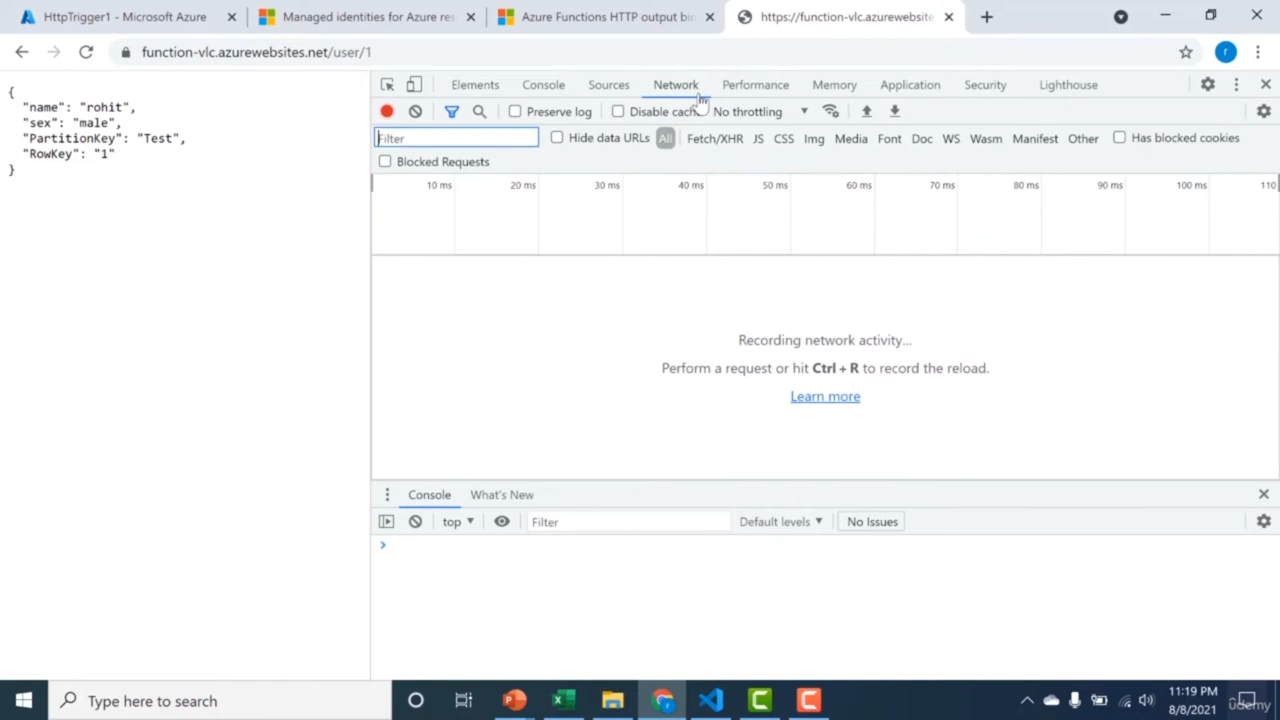 HttpTrigger1 - Microsoft Azure
Managed identities for Azure res
Azure Functions HTTP output bin
https://function-vlc.azurewebsite
function-vlc.azurewebsites.net/user/1
r
{
"name": "rohit",
"sex": "male",
"PartitionKey": "Test",
"RowKey": "1"
}
Elements Console Sources Network Performance Memory Application Security Lighthouse
Preserve log Disable cache No throttling
Filter Hide data URLs All Fetch/XHR JS CSS Img Media Font Doc WS Wasm Manifest Other Has blocked cookies
Blocked Requests
10 ms 20 ms 30 ms 40 ms 50 ms 60 ms 70 ms 80 ms 90 ms 100 ms 110
Recording network activity...
Perform a request or hit Ctrl + R to record the reload.
Learn more
Console What's New
top Filter Default levels No Issues
Type here to search
11:19 PM
8/8/2021
udemy